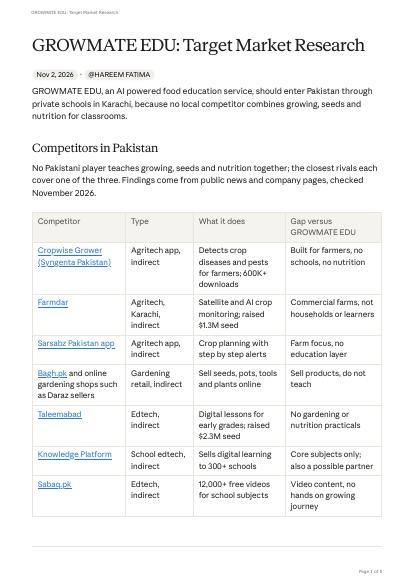 GROWMATE EDU: Target Market Research
GROWMATE EDU: Target Market Research
Nov 2, 2026 · @HAREEM FATIMA
GROWMATE EDU, an AI powered food education service, should enter Pakistan through
private schools in Karachi, because no local competitor combines growing, seeds and
nutrition for classrooms.
Competitors in Pakistan
No Pakistani player teaches growing, seeds and nutrition together; the closest rivals each
cover one of the three. Findings come from public news and company pages, checked
November 2026.
Competitor Type What it does Gap versus
GROWMATE EDU
Cropwise Grower Agritech app, Detects crop Built for farmers, no
(Syngenta Pakistan) indirect diseases and pests schools, no nutrition
for farmers; 600K+
downloads
Farmdar Agritech, Satellite and AI crop Commercial farms, not
Karachi, monitoring; raised households or learners
indirect $1.3M seed
Sarsabz Pakistan app Agritech app, Crop planning with Farm focus, no
indirect step by step alerts education layer
Bagh.pk and online Gardening Sell seeds, pots, tools Sell products, do not
gardening shops such retail, indirect and plants online teach
as Daraz sellers
Taleemabad Edtech, Digital lessons for No gardening or
indirect early grades; raised nutrition practicals
$2.3M seed
Knowledge Platform School edtech, Sells digital learning Core subjects only;
indirect to 300+ schools also a possible partner
Sabaq.pk Edtech, 12,000+ free videos Video content, no
indirect for school subjects hands on growing
journey
Page 1 of 8